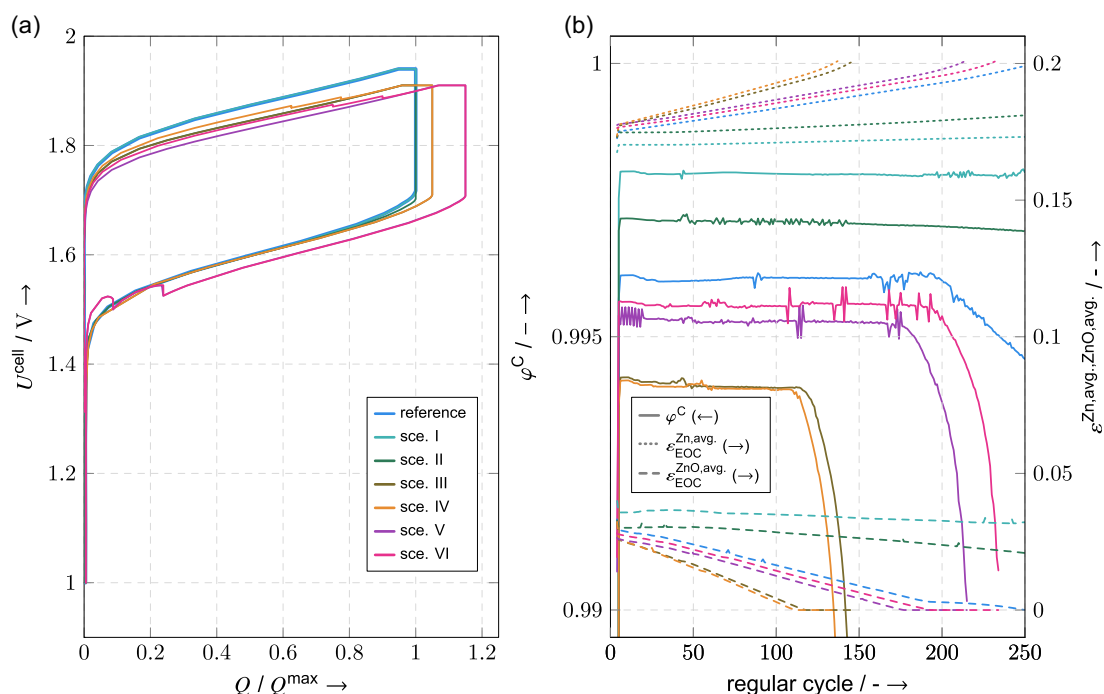 (a)
2
1.8
1.6
1.4
1.2
1
U^cell / V →
0
0.2
0.4
0.6
0.8
1
1.2
Q / Q^max →
reference
sce. I
sce. II
sce. III
sce. IV
sce. V
sce. VI
(b)
1
0.995
0.99
φ^C / - →
0.2
0.15
0.1
0.05
0
ε^Zn,avg.,ZnO,avg. / - →
φ^C (←)
ε_EOC^Zn,avg. (→)
ε_EOC^ZnO,avg. (→)
0
50
100
150
200
250
regular cycle / - →